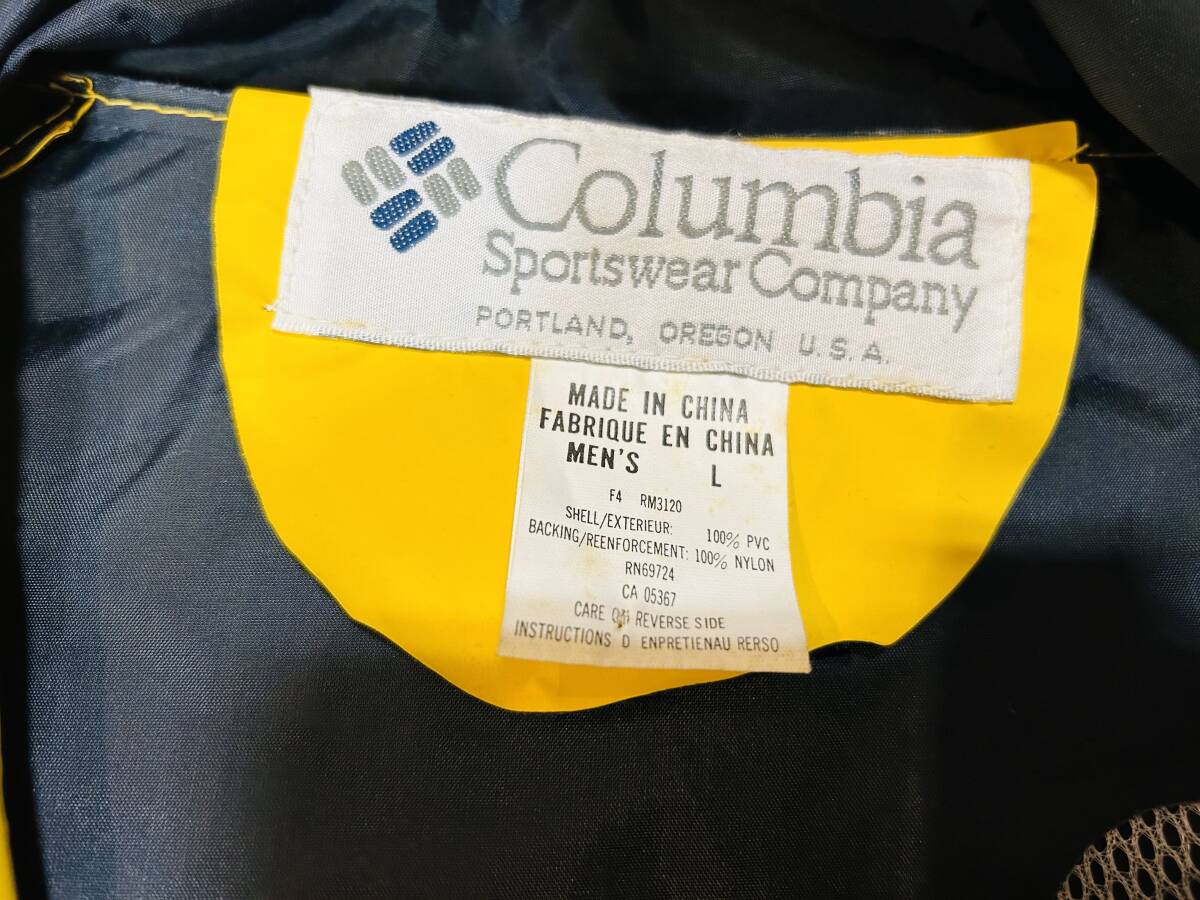 Columbia
Sportswear Company
PORTLAND, OREGON U.S.A.
MADE IN CHINA
FABRIQUE EN CHINA
MEN'S L
F4 RM3120
SHELL/EXTERIEUR: 100% PVC
BACKING/REENFORCEMENT: 100% NYLON
RN69724
CA 05367
CARE ON REVERSE SIDE
INSTRUCTIONS D ENPRETIENAU RERSO